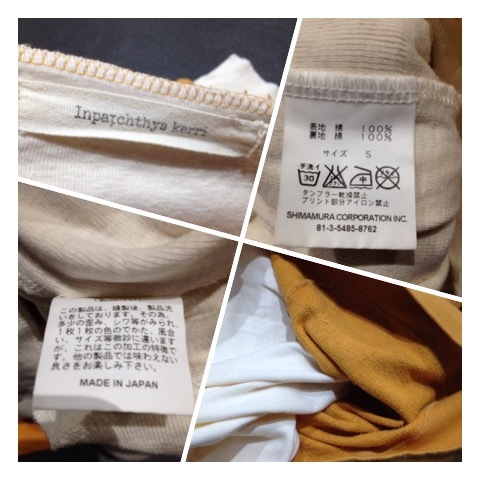 Inpaichthys kerri
表地 綿 100%
裏地 綿 100%
サイズ S
手洗イ
30
中
タンブラー乾燥禁止
プリント部分アイロン禁止
SHIMAMURA CORPORATION INC.
81-3-5485-8762
この製品は、縫製後、製品洗
いをしております。その為、
多少の歪み、シワ等がみられ、
1枚1枚の色のでかた、風合
い、サイズ等微妙に違います
が、これはこの加工の特徴で
す。他の製品では味わえない
良さをお楽しみ下さい。
MADE IN JAPAN